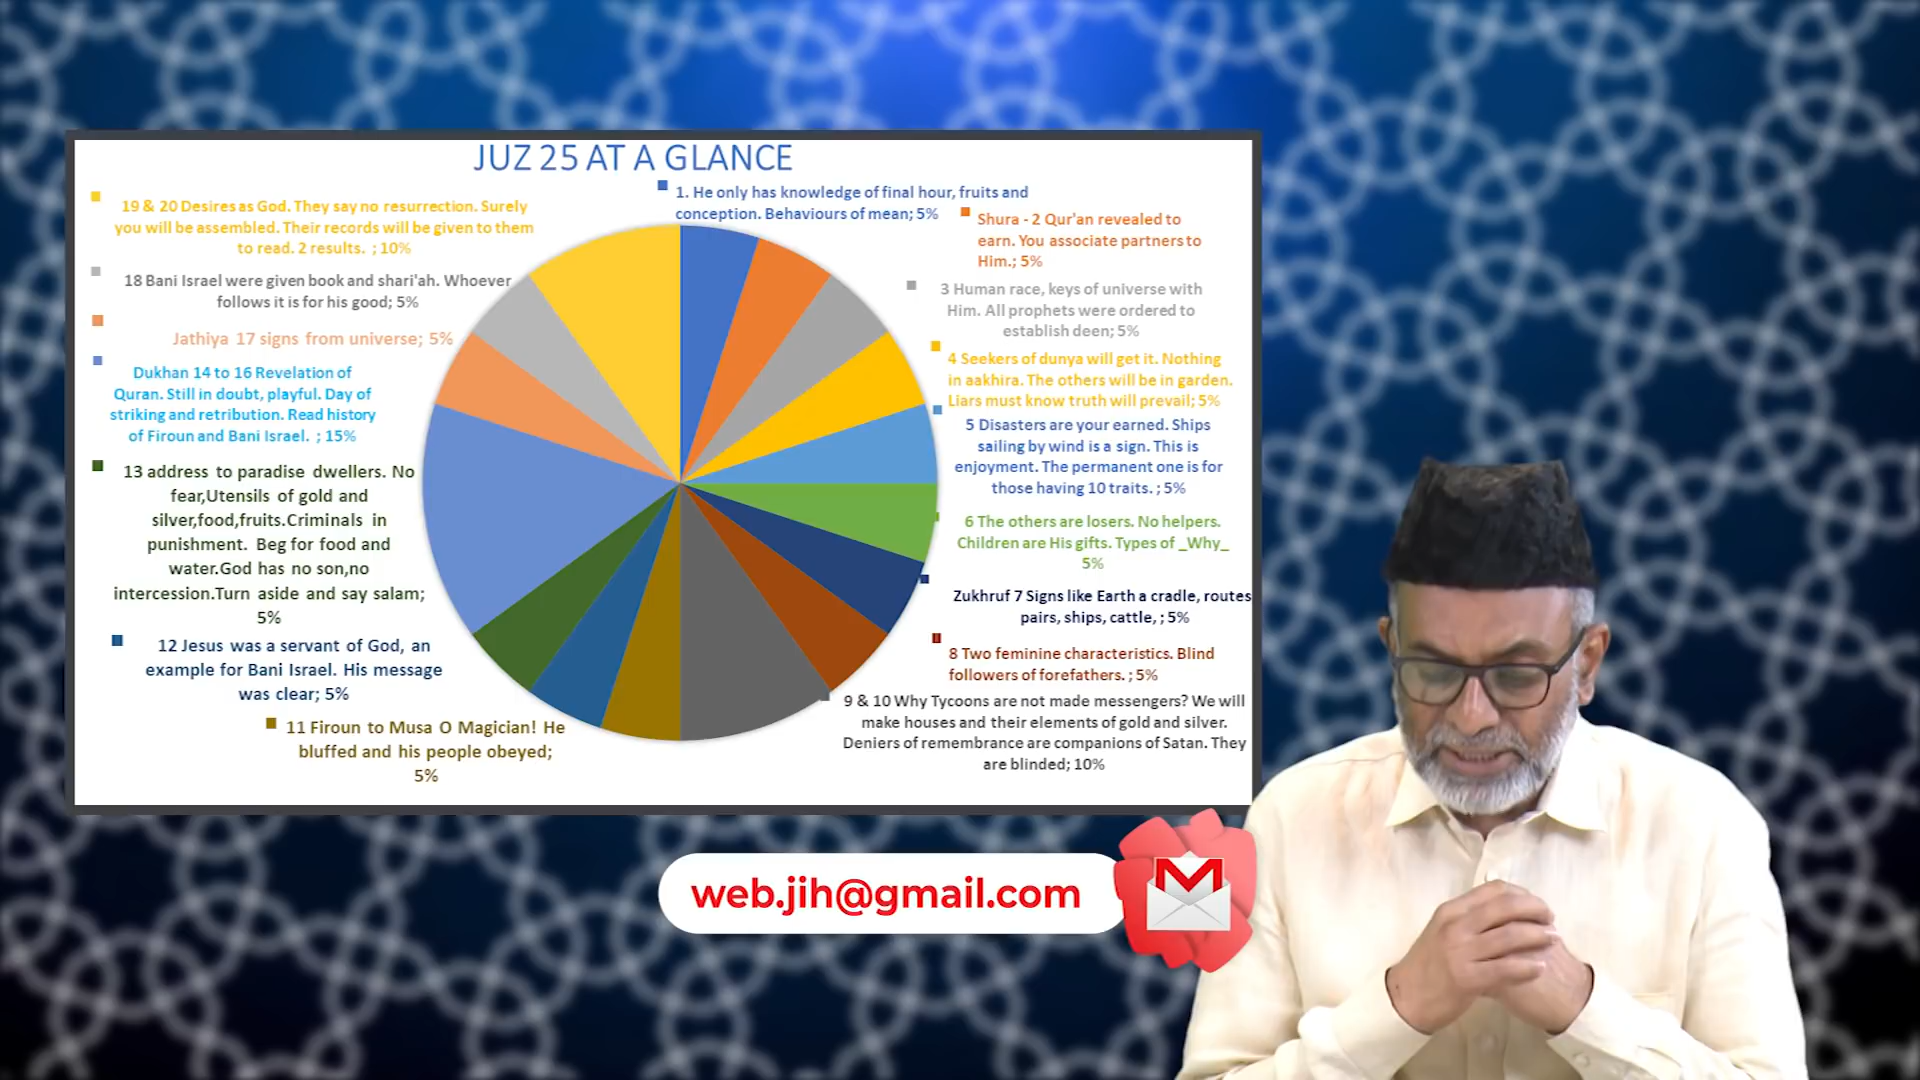 JUZ 25 AT A GLANCE
1. He only has knowledge of final hour, fruits and
conception. Behaviours of mean; 5%
Shura - 2 Qur'an revealed to
earn. You associate partners to
Him.; 5%
3 Human race, keys of universe with
Him. All prophets were ordered to
establish deen; 5%
4 Seekers of dunya will get it. Nothing
in aakhira. The others will be in garden.
Liars must know truth will prevail; 5%
5 Disasters are your earned. Ships
sailing by wind is a sign. This is
enjoyment. The permanent one is for
those having 10 traits. ; 5%
6 The others are losers. No helpers.
Children are His gifts. Types of _Why_
5%
Zukhruf 7 Signs like Earth a cradle, routes
pairs, ships, cattle, ; 5%
8 Two feminine characteristics. Blind
followers of forefathers. ; 5%
9 & 10 Why Tycoons are not made messengers? We will
make houses and their elements of gold and silver.
Deniers of remembrance are companions of Satan. They
are blinded; 10%
11 Firoun to Musa O Magician! He
bluffed and his people obeyed;
5%
12 Jesus was a servant of God, an
example for Bani Israel. His message
was clear; 5%
13 address to paradise dwellers. No
fear,Utensils of gold and
silver,food,fruits.Criminals in
punishment. Beg for food and
water.God has no son,no
intercession.Turn aside and say salam;
5%
Dukhan 14 to 16 Revelation of
Quran. Still in doubt, playful. Day of
striking and retribution. Read history
of Firoun and Bani Israel. ; 15%
Jathiya 17 signs from universe; 5%
18 Bani Israel were given book and shari'ah. Whoever
follows it is for his good; 5%
19 & 20 Desires as God. They say no resurrection. Surely
you will be assembled. Their records will be given to them
to read. 2 results. ; 10%
web.jih@gmail.com